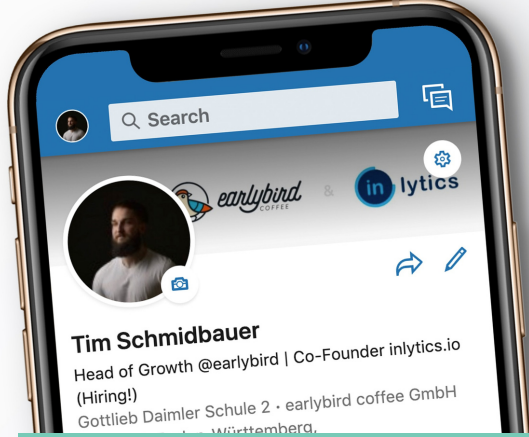 Search
earlybird
COFFEE
&
in lytics
Tim Schmidbauer
Head of Growth @earlybird | Co-Founder inlytics.io
(Hiring!)
Gottlieb Daimler Schule 2 · earlybird coffee GmbH
Württemberg,